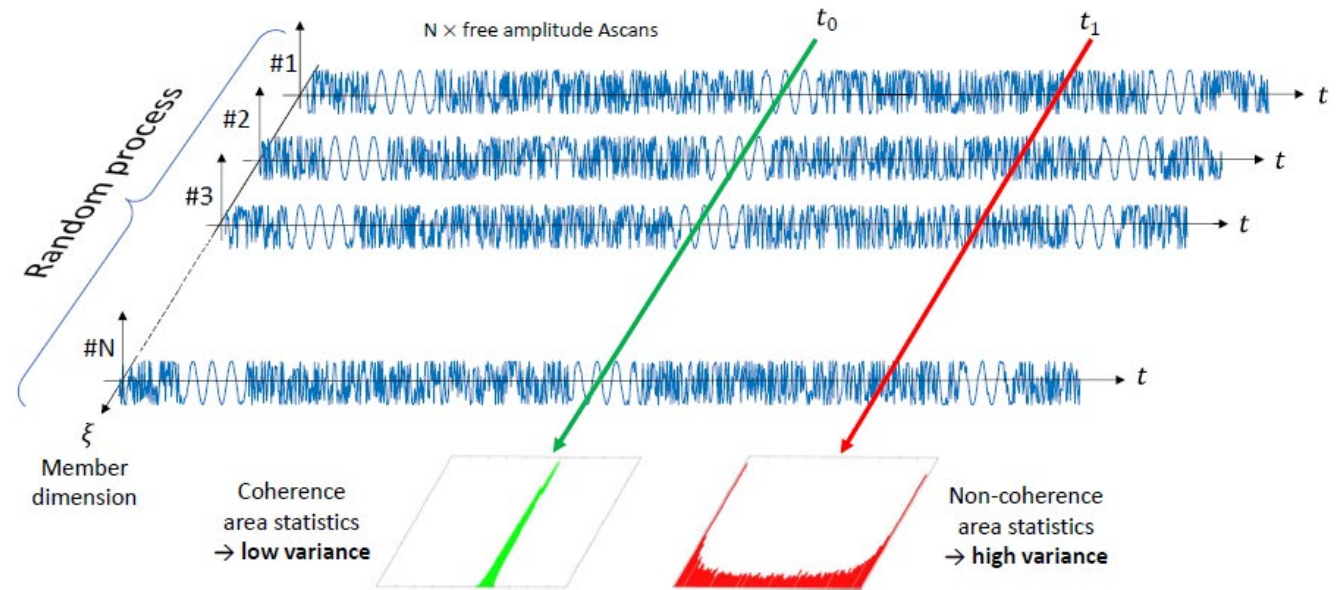 N × free amplitude Ascans
t₀
t₁
Random process
#1
t
#2
t
#3
t
#N
t
ξ
Member
dimension
Coherence
area statistics
→ low variance
Non-coherence
area statistics
→ high variance